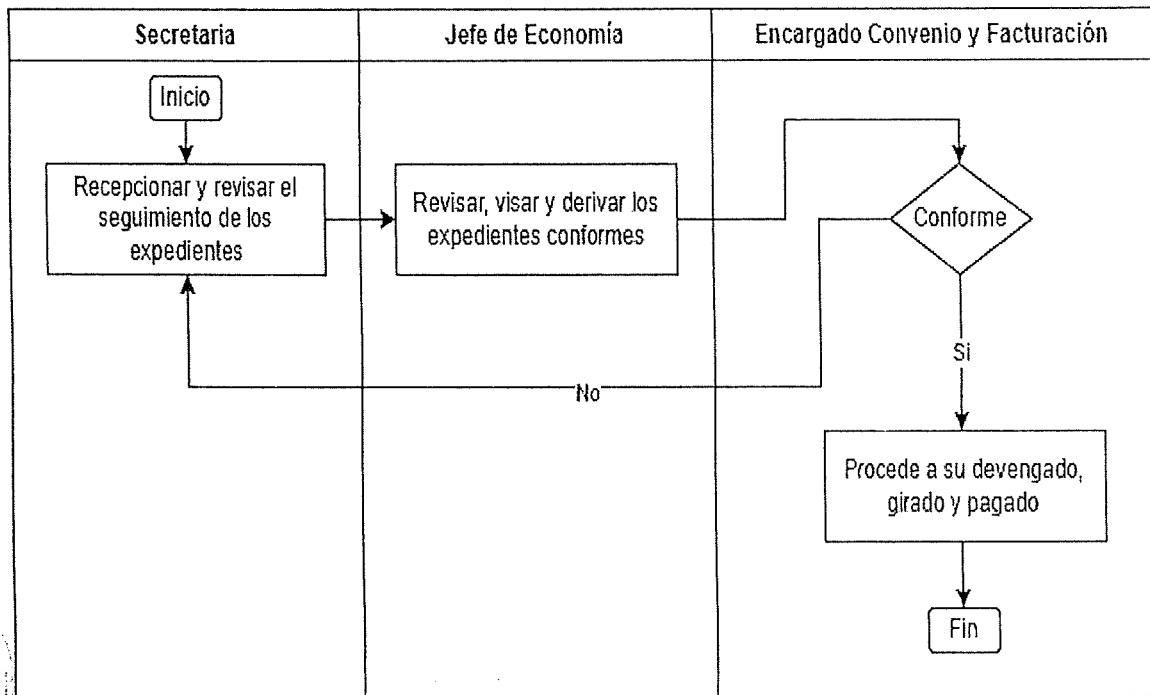 Secretaria
Jefe de Economía
Encargado Convenio y Facturación
Inicio
Recepcionar y revisar el
seguimiento de los
expedientes
Revisar, visar y derivar los
expedientes conformes
Conforme
Si
No
Procede a su devengado,
girado y pagado
Fin